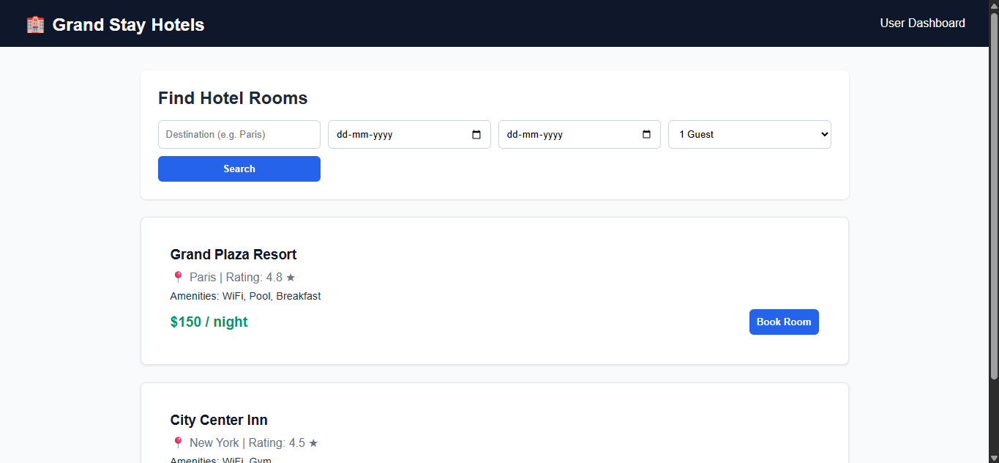 🏨 Grand Stay Hotels
User Dashboard
Find Hotel Rooms
Destination (e.g. Paris)
dd-mm-yyyy
dd-mm-yyyy
1 Guest
Search
Grand Plaza Resort
📍 Paris | Rating: 4.8 ★
Amenities: WiFi, Pool, Breakfast
$150 / night
Book Room
City Center Inn
📍 New York | Rating: 4.5 ★
Amenities: WiFi, Gym